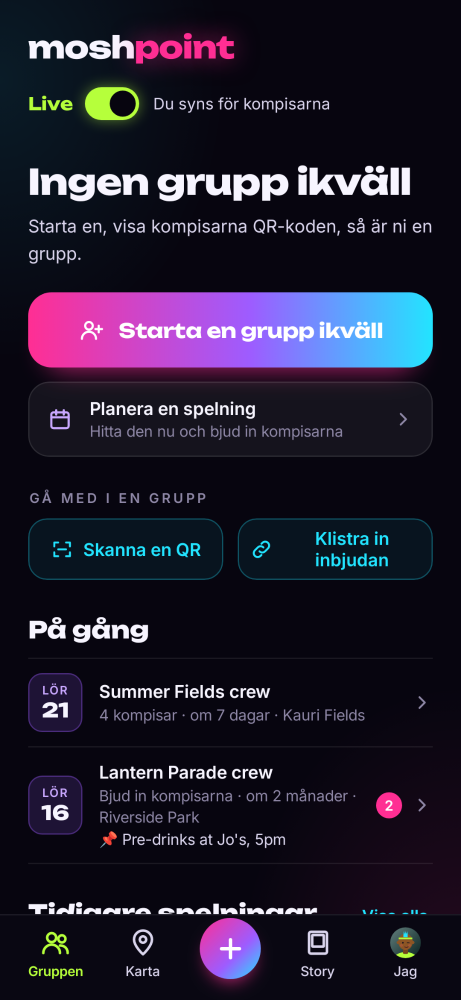 moshpoint
Live Du syns för kompisarna
Ingen grupp ikväll
Starta en, visa kompisarna QR-koden, så är ni en
grupp.
Starta en grupp ikväll
Planera en spelning
Hitta den nu och bjud in kompisarna
GÅ MED I EN GRUPP
Skanna en QR
Klistra in
inbjudan
På gång
LÖR
21
Summer Fields crew
4 kompisar · om 7 dagar · Kauri Fields
LÖR
16
Lantern Parade crew
Bjud in kompisarna · om 2 månader ·
Riverside Park
📌 Pre-drinks at Jo's, 5pm
2
Tidigare spelningar
Visa alla
Gruppen
Karta
Story
Jag